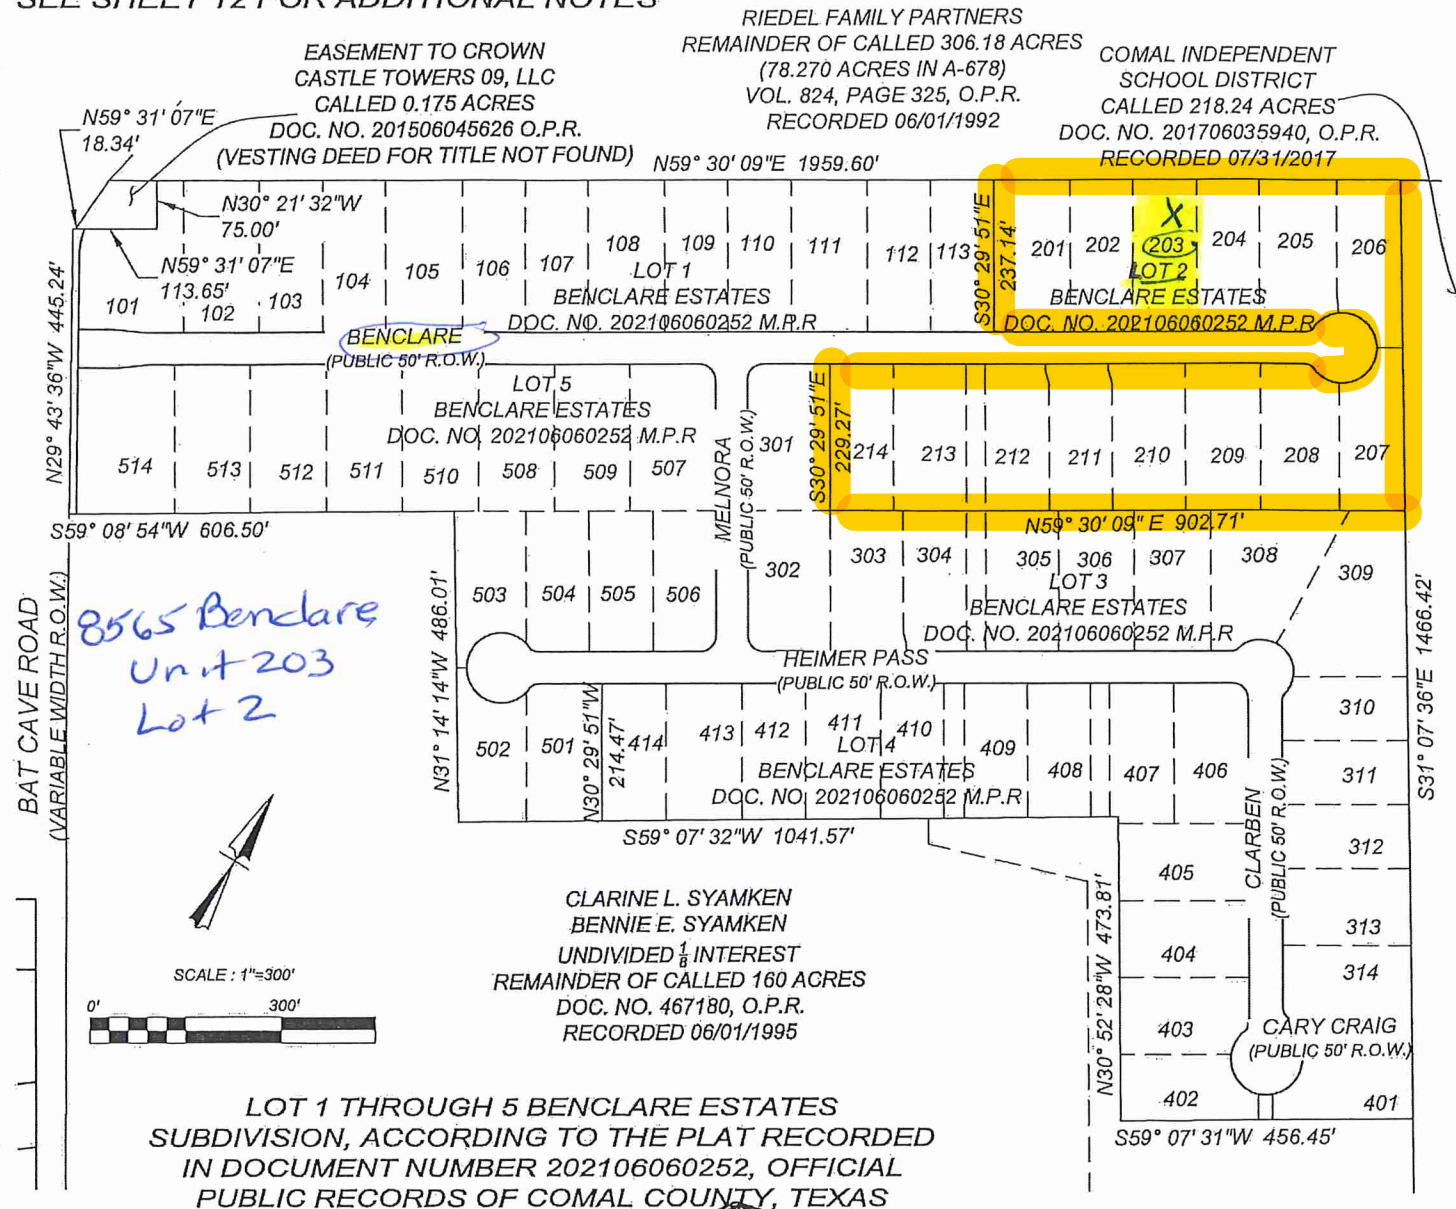 SEE SHEET 12 FOR ADDITIONAL NOTES
EASEMENT TO CROWN
CASTLE TOWERS 09, LLC
CALLED 0.175 ACRES
DOC. NO. 201506045626 O.P.R.
(VESTING DEED FOR TITLE NOT FOUND)
RIEDEL FAMILY PARTNERS
REMAINDER OF CALLED 306.18 ACRES
(78.270 ACRES IN A-678)
VOL. 824, PAGE 325, O.P.R.
RECORDED 06/01/1992
COMAL INDEPENDENT
SCHOOL DISTRICT
CALLED 218.24 ACRES
DOC. NO. 201706035940, O.P.R.
RECORDED 07/31/2017
N59° 31' 07"E
18.34'
N59° 30' 09"E 1959.60'
N30° 21' 32"W
75.00'
N59° 31' 07"E
113.65'
N29° 43' 36"W 445.24'
101
102
103
104
105
106
107
108
109
110
111
112
113
LOT 1
BENCLARE ESTATES
DOC. NO. 202106060252 M.P.R
S30° 29' 51"E
237.14'
X
201
202
203
204
205
206
LOT 2
BENCLARE ESTATES
DOC. NO. 202106060252 M.P.R
BENCLARE
(PUBLIC 50' R.O.W.)
LOT 5
BENCLARE ESTATES
DOC. NO. 202106060252 M.P.R
514
513
512
511
510
508
509
507
MELNORA
(PUBLIC 50' R.O.W.)
301
S30° 29' 51"E
229.27'
214
213
212
211
210
209
208
207
S59° 08' 54"W 606.50'
N59° 30' 09" E 902.71'
302
303
304
305
306
307
308
309
LOT 3
BENCLARE ESTATES
DOC. NO. 202106060252 M.P.R
503
504
505
506
N31° 14' 14"W 486.01'
BAT CAVE ROAD
(VARIABLE WIDTH R.O.W.)
8565 Benclare
Unit 203
Lot 2
HEIMER PASS
(PUBLIC 50' R.O.W.)
S31° 07' 36"E 1466.42'
502
501
N30° 29' 51"W
214.47'
414
413
412
411
410
409
408
407
406
LOT 4
BENCLARE ESTATES
DOC. NO. 202106060252 M.P.R
310
311
312
313
314
S59° 07' 32"W 1041.57'
CLARBEN
(PUBLIC 50' R.O.W.)
405
404
403
402
401
N30° 52' 28"W 473.81'
CARY CRAIG
(PUBLIC 50' R.O.W.)
S59° 07' 31"W 456.45'
CLARINE L. SYAMKEN
BENNIE E. SYAMKEN
UNDIVIDED 1/8 INTEREST
REMAINDER OF CALLED 160 ACRES
DOC. NO. 467180, O.P.R.
RECORDED 06/01/1995
SCALE : 1"=300'
0' 300'
LOT 1 THROUGH 5 BENCLARE ESTATES
SUBDIVISION, ACCORDING TO THE PLAT RECORDED
IN DOCUMENT NUMBER 202106060252, OFFICIAL
PUBLIC RECORDS OF COMAL COUNTY, TEXAS